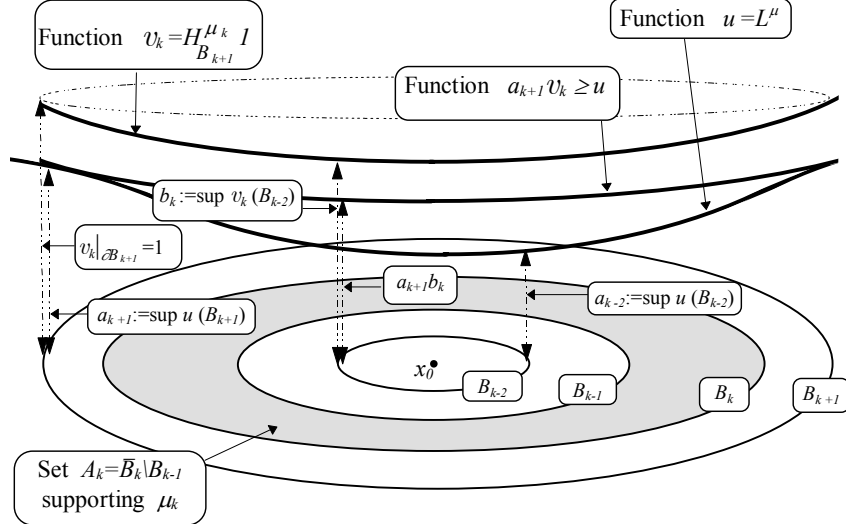 Function v_k = H^{μ_k}_{B_{k+1}} 1
Function u = L^μ
Function a_{k+1} v_k ≥ u
b_k := sup v_k (B_{k-2})
v_k|_{∂B_{k+1}} = 1
a_{k+1} := sup u (B_{k+1})
a_{k+1} b_k
a_{k-2} := sup u (B_{k-2})
x_0
B_{k-2}
B_{k-1}
B_k
B_{k+1}
Set A_k = B̅_k \ B_{k-1}
supporting μ_k